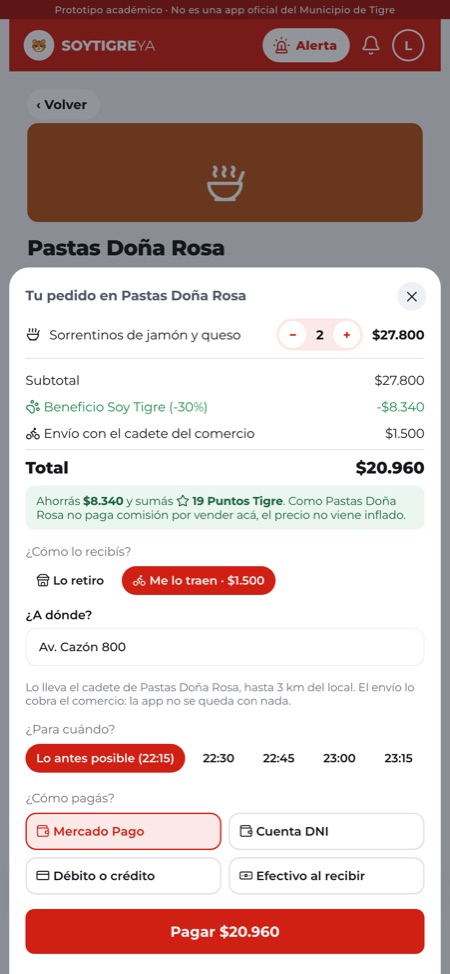 Prototipo académico · No es una app oficial del Municipio de Tigre
SOYTIGREYA
Alerta
L
‹ Volver
Pastas Doña Rosa
Tu pedido en Pastas Doña Rosa
Sorrentinos de jamón y queso − 2 + $27.800
Subtotal $27.800
Beneficio Soy Tigre (-30%) -$8.340
Envío con el cadete del comercio $1.500
Total $20.960
Ahorrás $8.340 y sumás 19 Puntos Tigre. Como Pastas Doña
Rosa no paga comisión por vender acá, el precio no viene inflado.
¿Cómo lo recibís?
Lo retiro Me lo traen · $1.500
¿A dónde?
Av. Cazón 800
Lo lleva el cadete de Pastas Doña Rosa, hasta 3 km del local. El envío lo
cobra el comercio: la app no se queda con nada.
¿Para cuándo?
Lo antes posible (22:15) 22:30 22:45 23:00 23:15
¿Cómo pagás?
Mercado Pago Cuenta DNI
Débito o crédito Efectivo al recibir
Pagar $20.960